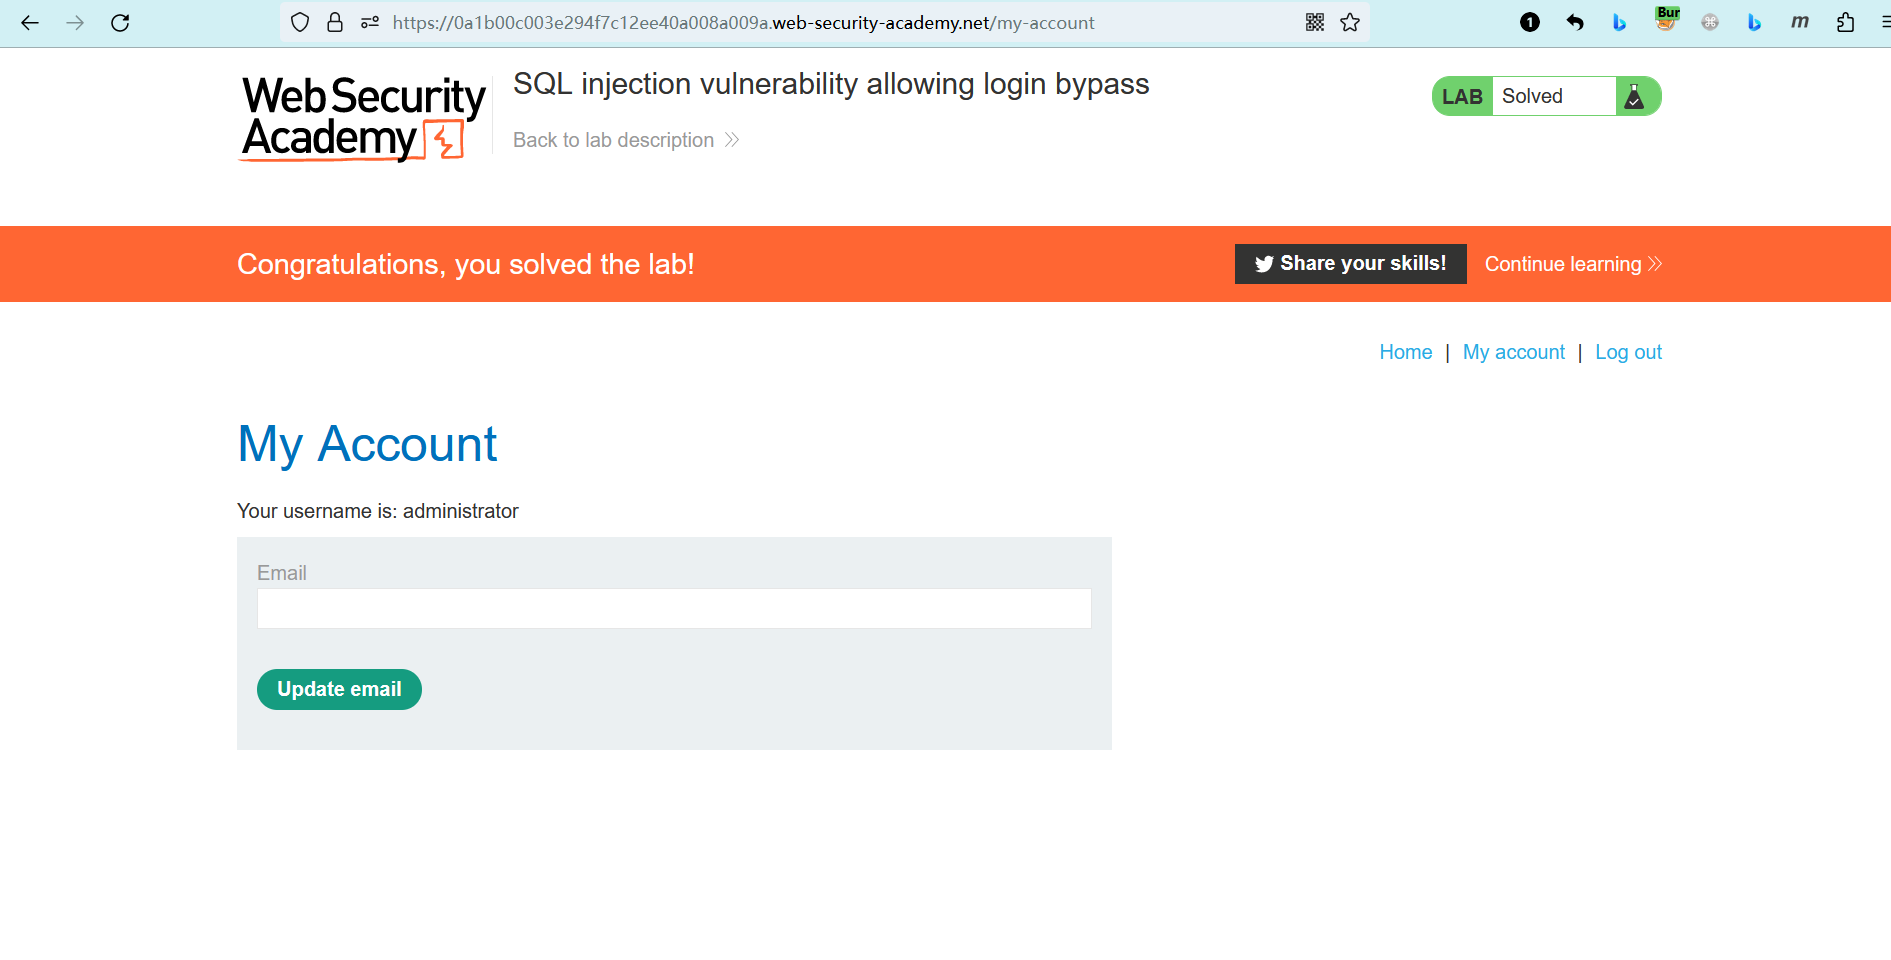 https://0a1b00c003e294f7c12ee40a008a009a.web-security-academy.net/my-account
1
Bur
m
Web Security
Academy
SQL injection vulnerability allowing login bypass
Back to lab description
LAB Solved
Congratulations, you solved the lab!
Share your skills!
Continue learning
Home | My account | Log out
My Account
Your username is: administrator
Email
Update email